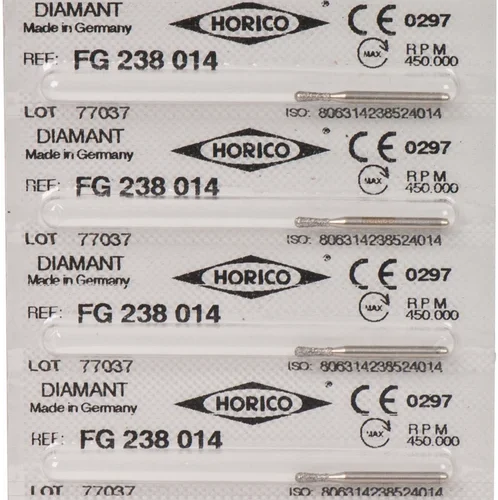 DIAMANT HORICO ® CE 0297
Made in Germany
REF: FG 238 014 MAX RPM 450.000
LOT 77037 ISO: 806314238524014
DIAMANT HORICO ® CE 0297
Made in Germany
REF: FG 238 014 MAX RPM 450.000
LOT 77037 ISO: 806314238524014
DIAMANT HORICO ® CE 0297
Made in Germany
REF: FG 238 014 MAX RPM 450.000
LOT 77037 ISO: 806314238524014
DIAMANT HORICO ® CE 0297
Made in Germany
REF: FG 238 014 MAX RPM 450.000
LOT 77037 ISO: 806314238524014